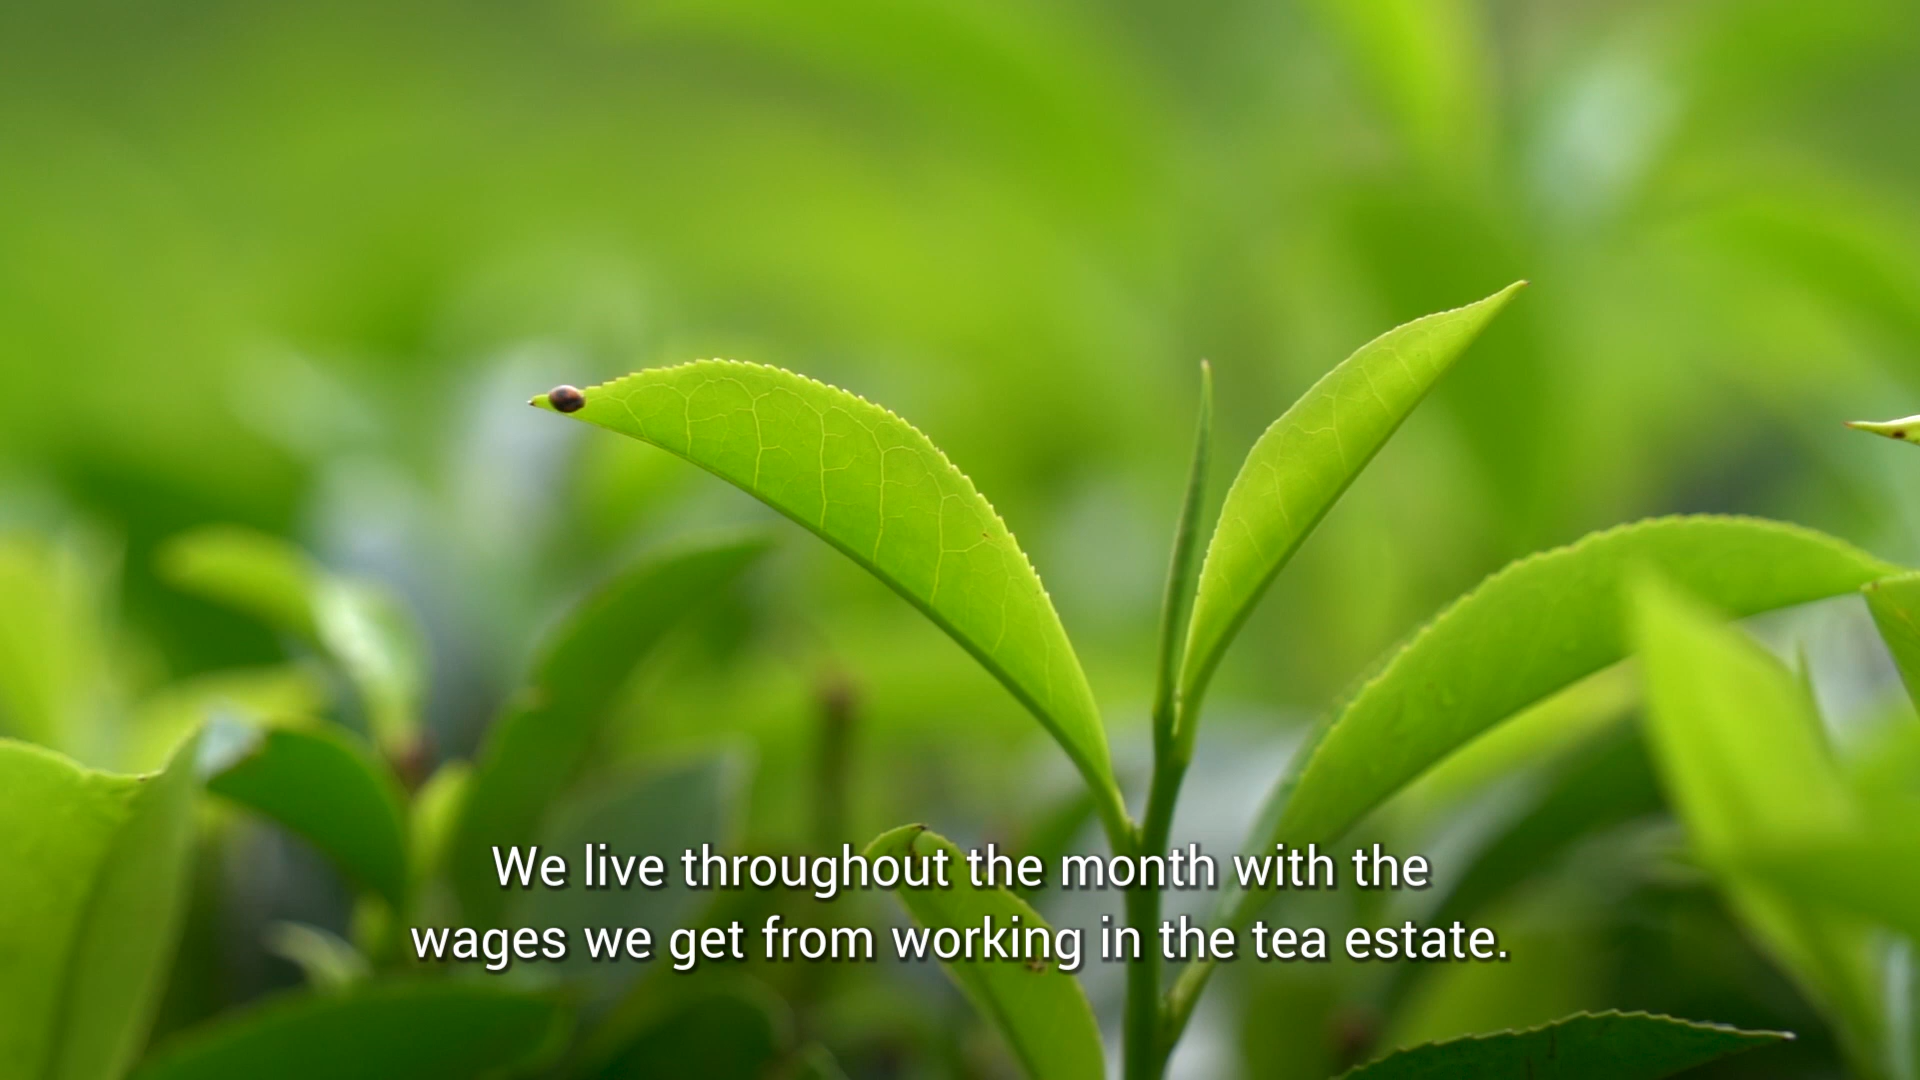 We live throughout the month with the
wages we get from working in the tea estate.